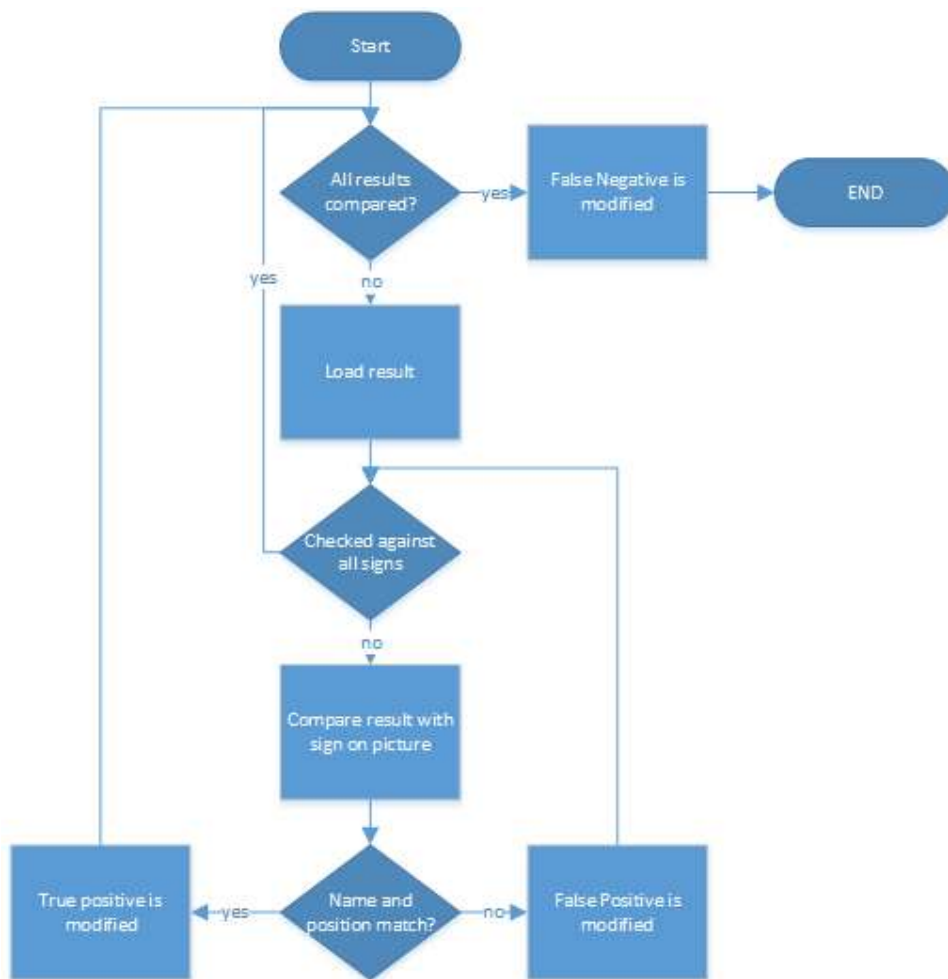 Start
All results
compared?
yes
False Negative is
modified
END
yes
no
Load result
Checked against
all signs
no
Compare result with
sign on picture
True positive is
modified
yes
Name and
position match?
no
False Positive is
modified